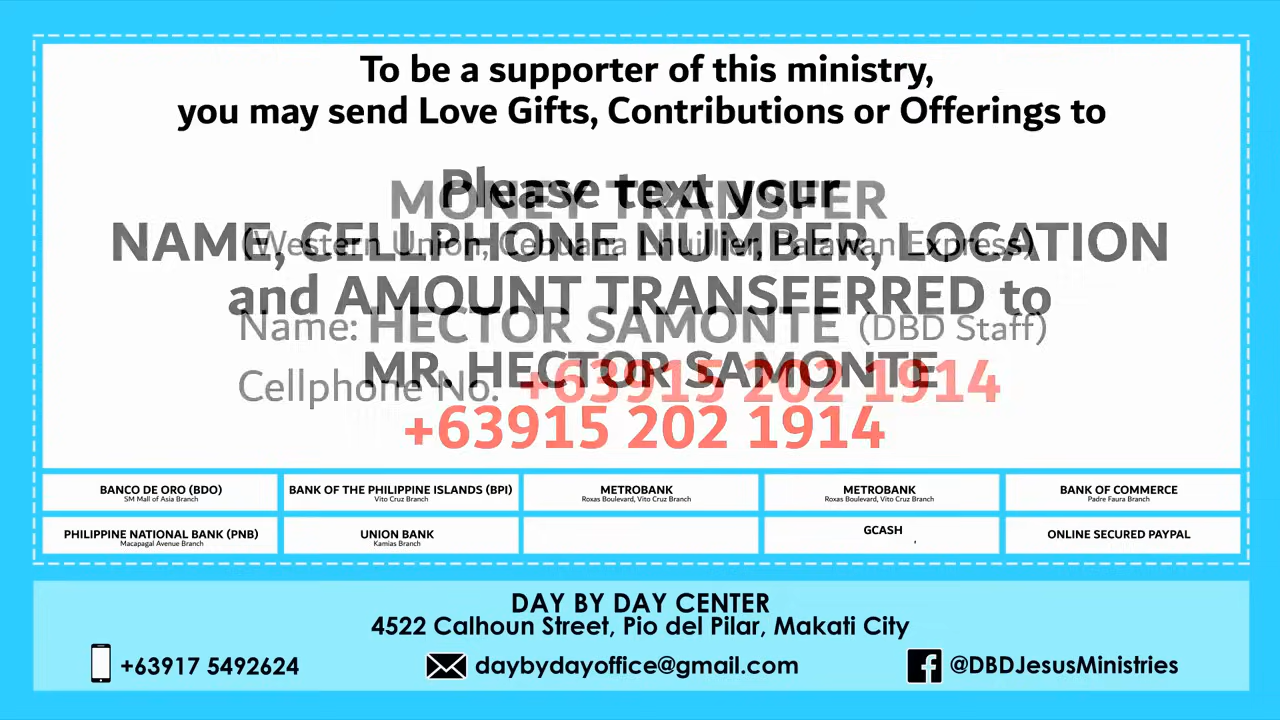 To be a supporter of this ministry,
you may send Love Gifts, Contributions or Offerings to
Please text your
MONEY TRANSFER
NAME, CELLPHONE NUMBER, LOCATION
(Western Union, Cebuana Lhuillier, Palawan Express)
and AMOUNT TRANSFERRED to
Name: HECTOR SAMONTE (DBD Staff)
MR. HECTOR SAMONTE
Cellphone No. +63915 202 1914
+63915 202 1914
BANCO DE ORO (BDO)
SM Mall of Asia Branch
BANK OF THE PHILIPPINE ISLANDS (BPI)
Vito Cruz Branch
METROBANK
Roxas Boulevard, Vito Cruz Branch
METROBANK
Roxas Boulevard, Vito Cruz Branch
BANK OF COMMERCE
Padre Faura Branch
PHILIPPINE NATIONAL BANK (PNB)
Macapagal Avenue Branch
UNION BANK
Kamias Branch
GCASH
ONLINE SECURED PAYPAL
DAY BY DAY CENTER
4522 Calhoun Street, Pio del Pilar, Makati City
+63917 5492624
daybydayoffice@gmail.com
@DBDJesusMinistries